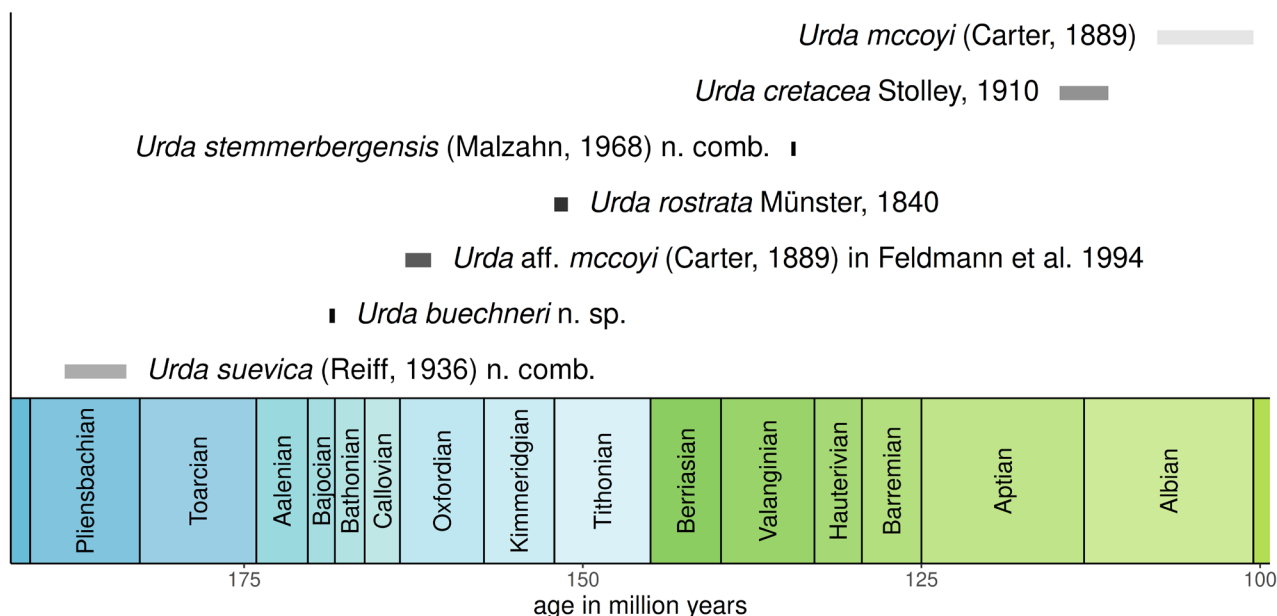 Urda mccoyi (Carter, 1889)
Urda cretacea Stolley, 1910
Urda stemmerbergensis (Malzahn, 1968) n. comb.
Urda rostrata Münster, 1840
Urda aff. mccoyi (Carter, 1889) in Feldmann et al. 1994
Urda buechneri n. sp.
Urda suevica (Reiff, 1936) n. comb.
Pliensbachian
Toarcian
Aalenian
Bajocian
Bathonian
Callovian
Oxfordian
Kimmeridgian
Tithonian
Berriasian
Valanginian
Hauterivian
Barremian
Aptian
Albian
175 150 125 100
age in million years